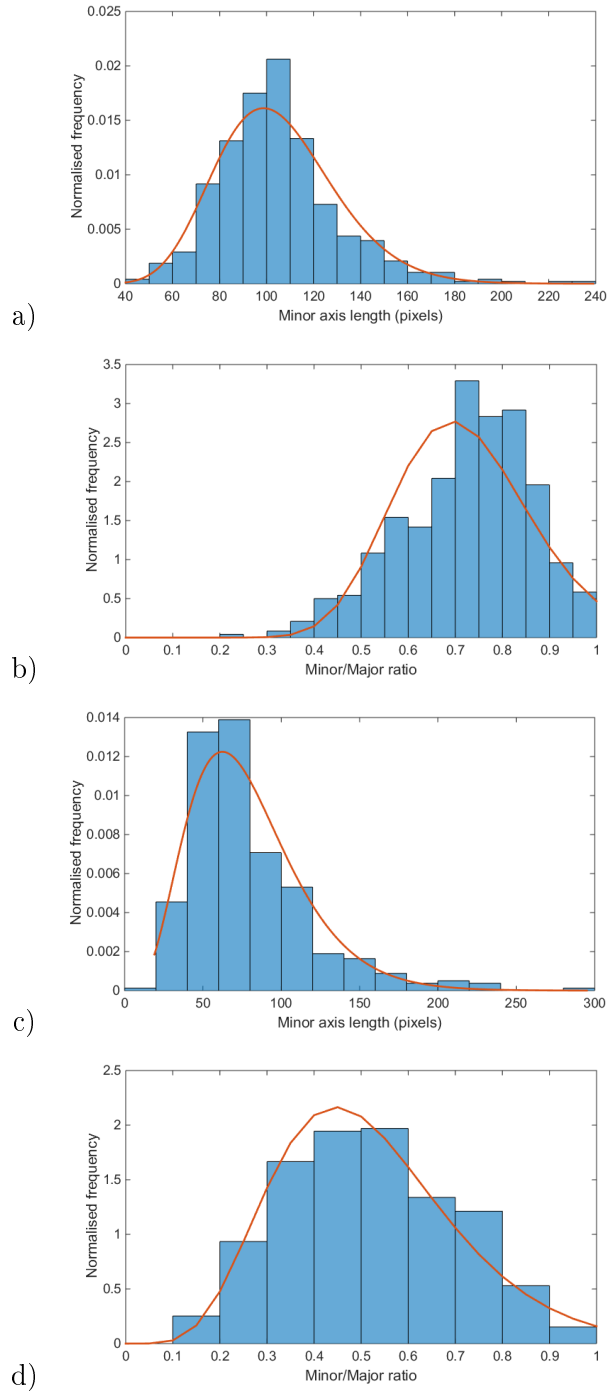 0.025
0.02
0.015
0.01
0.005
0
Normalised frequency
40 60 80 100 120 140 160 180 200 220 240
Minor axis length (pixels)
a)
3.5
3
2.5
2
1.5
1
0.5
0
Normalised frequency
0 0.1 0.2 0.3 0.4 0.5 0.6 0.7 0.8 0.9 1
Minor/Major ratio
b)
0.014
0.012
0.01
0.008
0.006
0.004
0.002
0
Normalised frequency
0 50 100 150 200 250 300
Minor axis length (pixels)
c)
2.5
2
1.5
1
0.5
0
Normalised frequency
0 0.1 0.2 0.3 0.4 0.5 0.6 0.7 0.8 0.9 1
Minor/Major ratio
d)